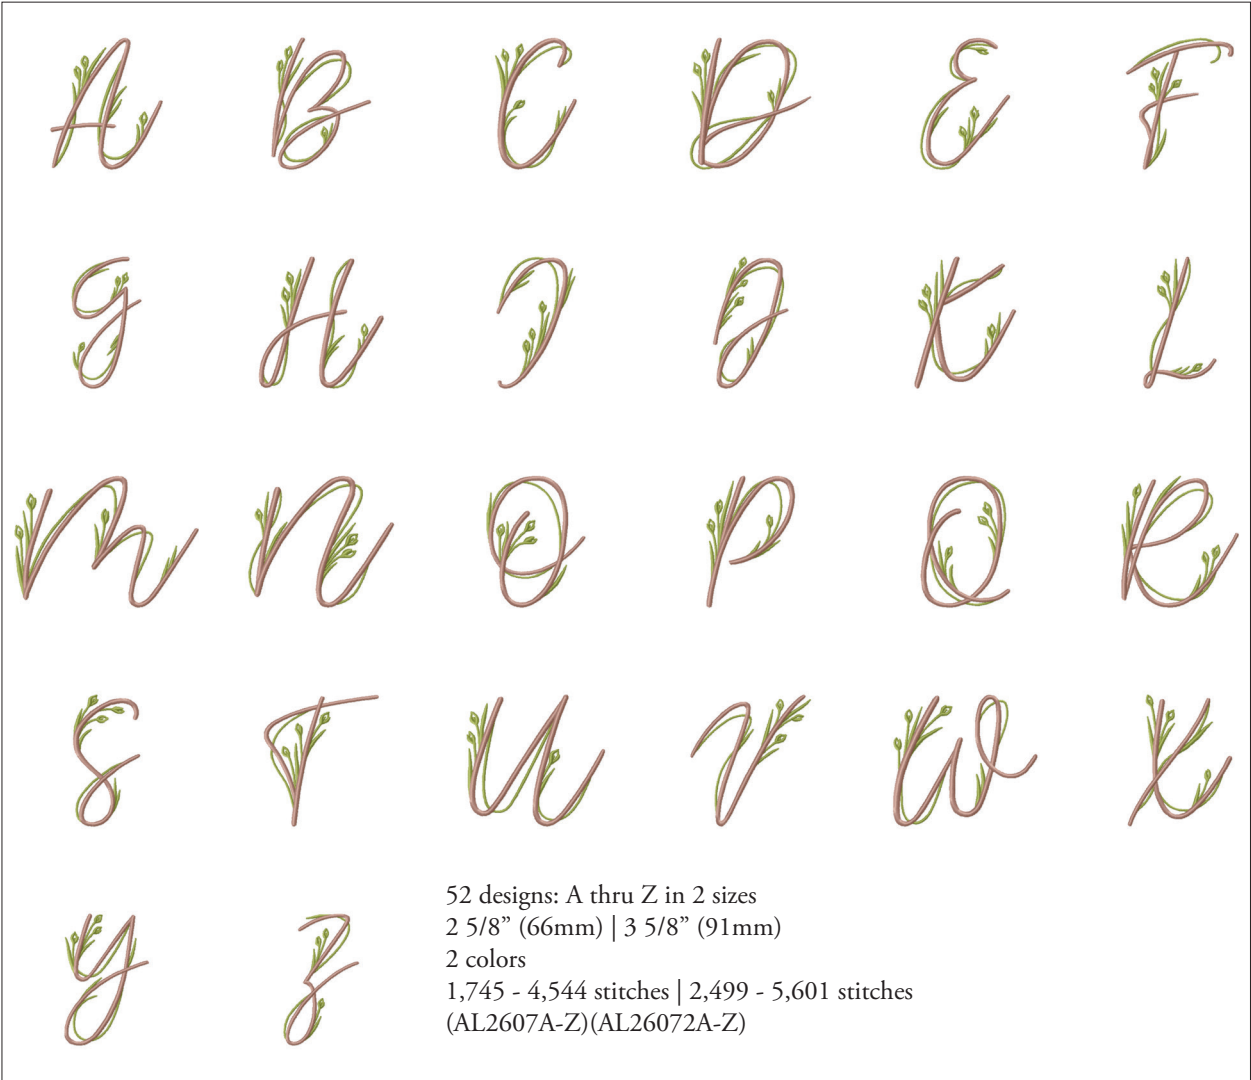 A B C D E F
G H I J K L
M N O P Q R
S T U V W X
Y Z
52 designs: A thru Z in 2 sizes
2 5/8” (66mm) | 3 5/8” (91mm)
2 colors
1,745 - 4,544 stitches | 2,499 - 5,601 stitches
(AL2607A-Z)(AL26072A-Z)